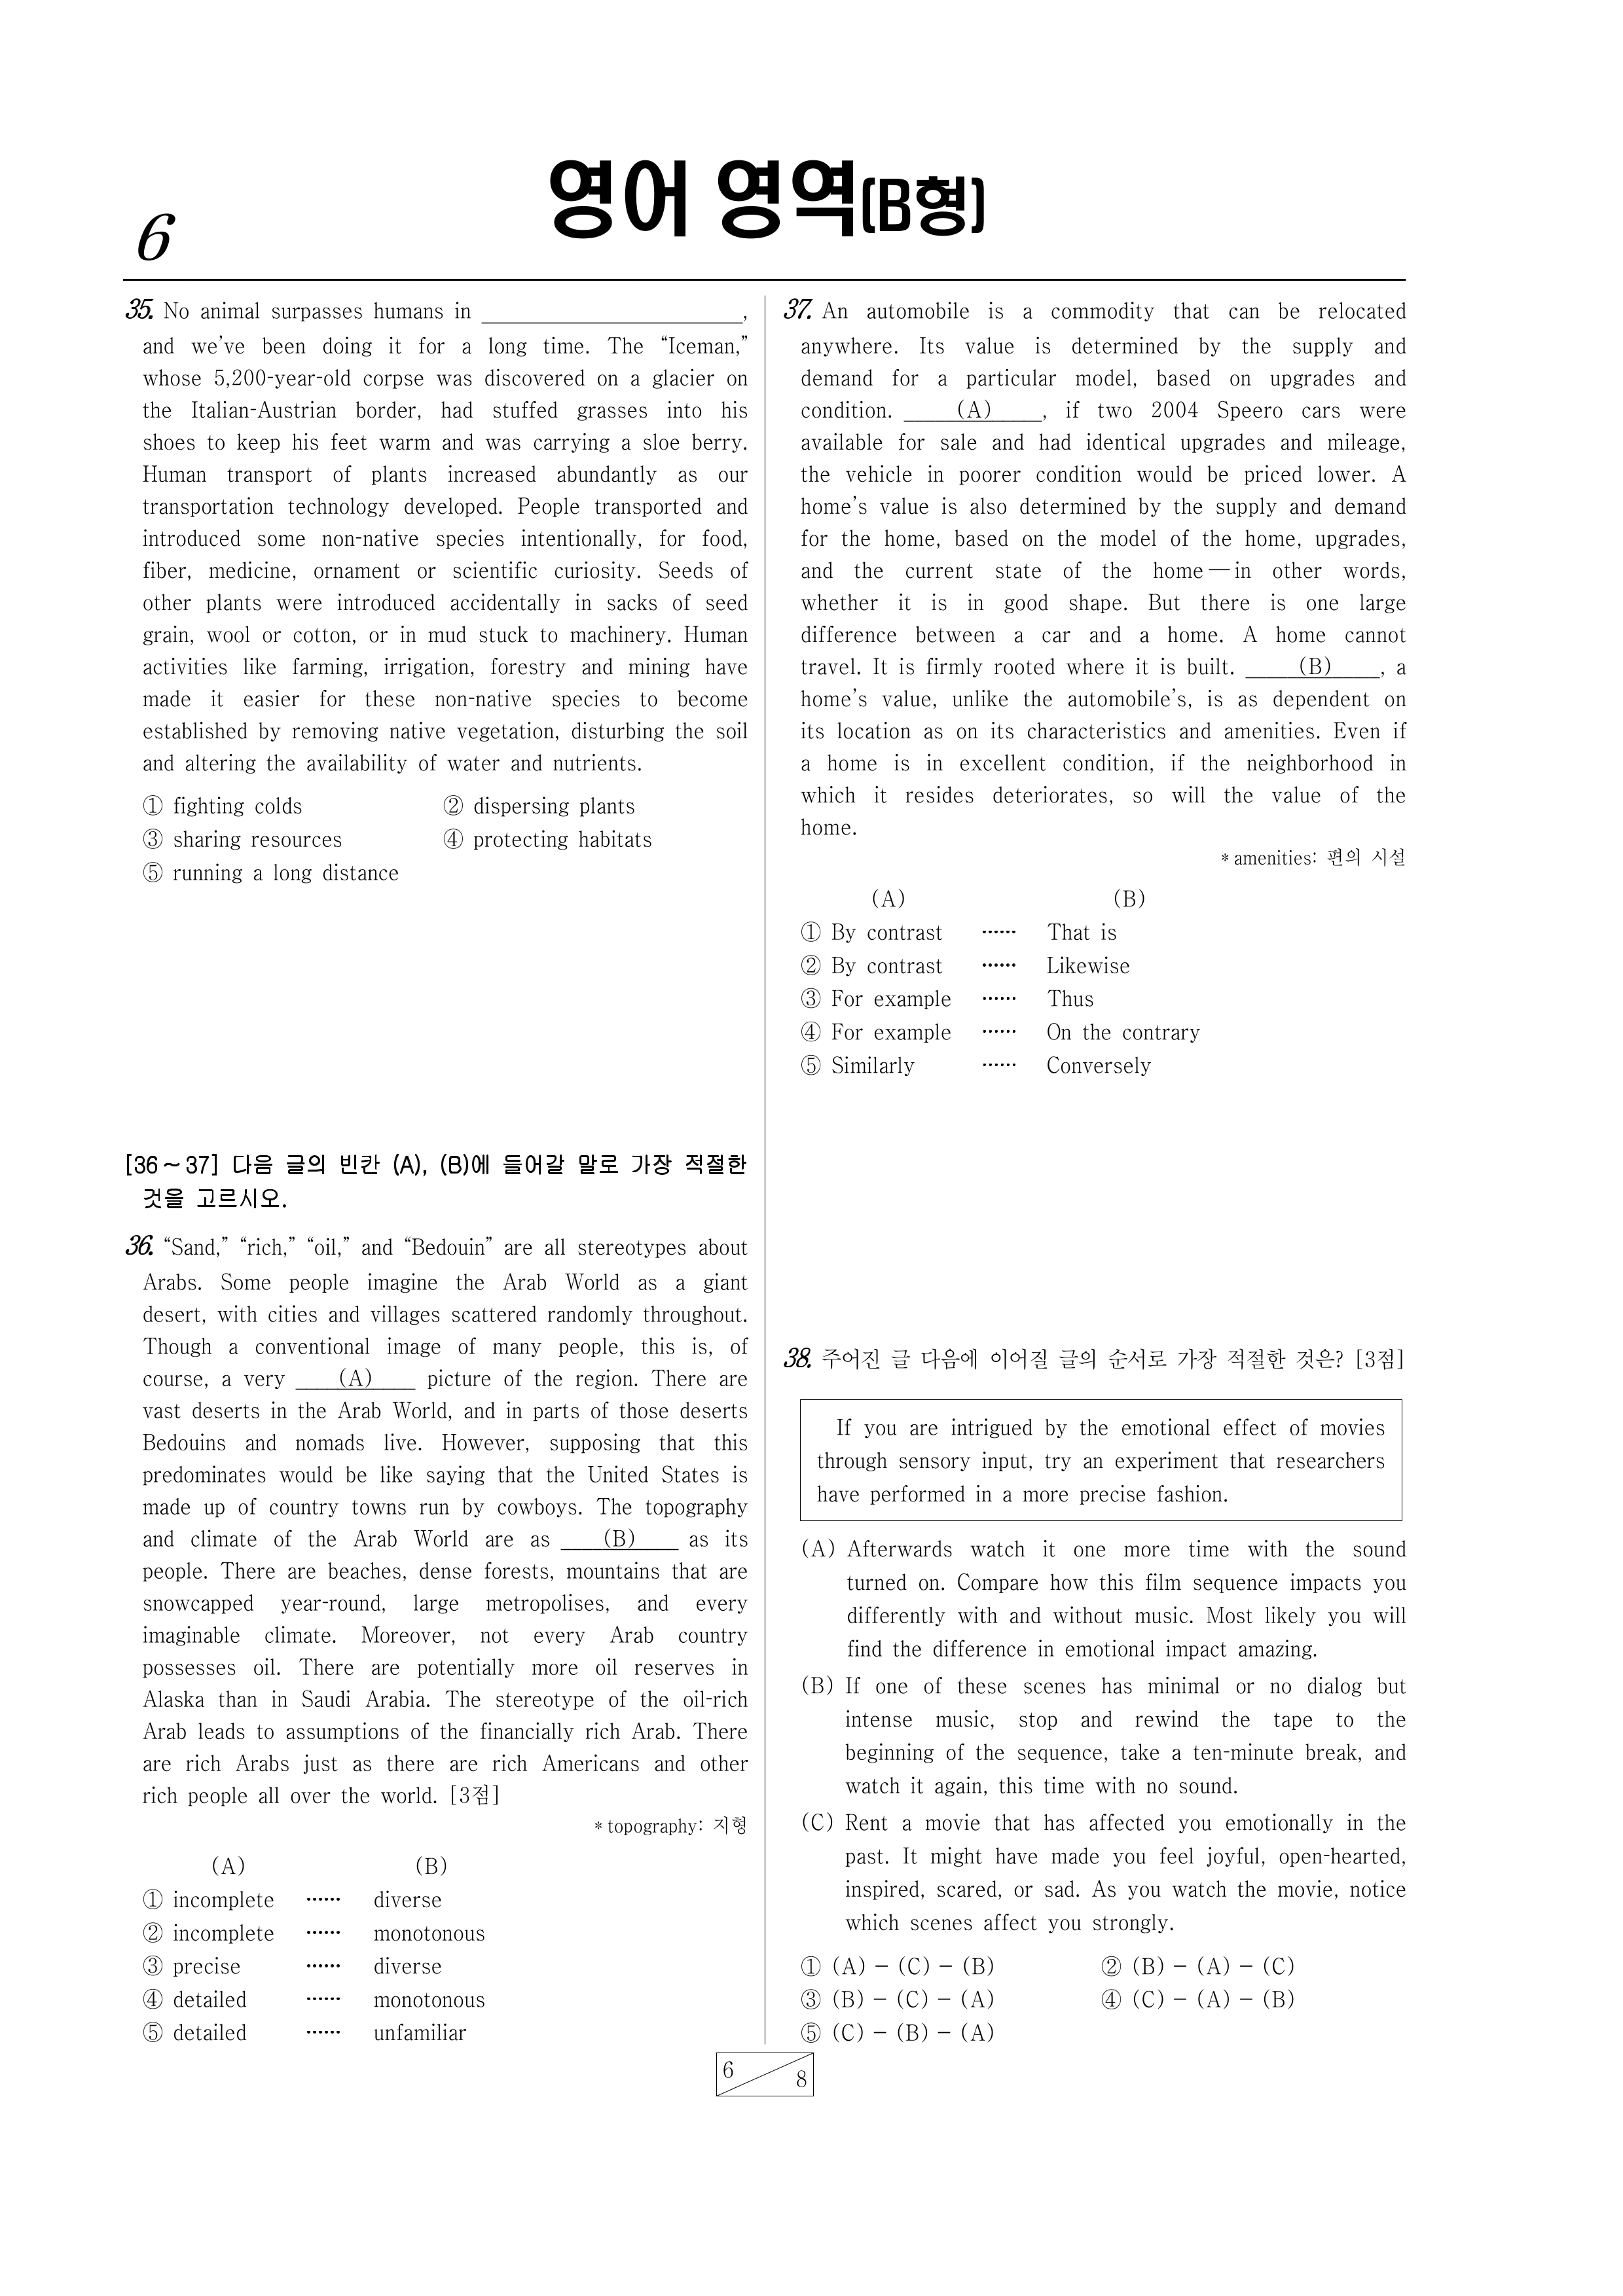 6
영어 영역(B형)
35. No animal surpasses humans in ____________________,
and we’ve been doing it for a long time. The “Iceman,”
whose 5,200-year-old corpse was discovered on a glacier on
the Italian-Austrian border, had stuffed grasses into his
shoes to keep his feet warm and was carrying a sloe berry.
Human transport of plants increased abundantly as our
transportation technology developed. People transported and
introduced some non-native species intentionally, for food,
fiber, medicine, ornament or scientific curiosity. Seeds of
other plants were introduced accidentally in sacks of seed
grain, wool or cotton, or in mud stuck to machinery. Human
activities like farming, irrigation, forestry and mining have
made it easier for these non-native species to become
established by removing native vegetation, disturbing the soil
and altering the availability of water and nutrients.
① fighting colds ② dispersing plants
③ sharing resources ④ protecting habitats
⑤ running a long distance
[36~37] 다음 글의 빈칸 (A), (B)에 들어갈 말로 가장 적절한
것을 고르시오.
36. “Sand,” “rich,” “oil,” and “Bedouin” are all stereotypes about
Arabs. Some people imagine the Arab World as a giant
desert, with cities and villages scattered randomly throughout.
Though a conventional image of many people, this is, of
course, a very ___(A)___ picture of the region. There are
vast deserts in the Arab World, and in parts of those deserts
Bedouins and nomads live. However, supposing that this
predominates would be like saying that the United States is
made up of country towns run by cowboys. The topography
and climate of the Arab World are as ___(B)___ as its
people. There are beaches, dense forests, mountains that are
snowcapped year-round, large metropolises, and every
imaginable climate. Moreover, not every Arab country
possesses oil. There are potentially more oil reserves in
Alaska than in Saudi Arabia. The stereotype of the oil-rich
Arab leads to assumptions of the financially rich Arab. There
are rich Arabs just as there are rich Americans and other
rich people all over the world. [3점]
* topography: 지형
(A) (B)
① incomplete …… diverse
② incomplete …… monotonous
③ precise …… diverse
④ detailed …… monotonous
⑤ detailed …… unfamiliar
37. An automobile is a commodity that can be relocated
anywhere. Its value is determined by the supply and
demand for a particular model, based on upgrades and
condition. ___(A)___, if two 2004 Speero cars were
available for sale and had identical upgrades and mileage,
the vehicle in poorer condition would be priced lower. A
home’s value is also determined by the supply and demand
for the home, based on the model of the home, upgrades,
and the current state of the home — in other words,
whether it is in good shape. But there is one large
difference between a car and a home. A home cannot
travel. It is firmly rooted where it is built. ___(B)___, a
home’s value, unlike the automobile’s, is as dependent on
its location as on its characteristics and amenities. Even if
a home is in excellent condition, if the neighborhood in
which it resides deteriorates, so will the value of the
home.
* amenities: 편의 시설
(A) (B)
① By contrast …… That is
② By contrast …… Likewise
③ For example …… Thus
④ For example …… On the contrary
⑤ Similarly …… Conversely
38. 주어진 글 다음에 이어질 글의 순서로 가장 적절한 것은? [3점]
If you are intrigued by the emotional effect of movies
through sensory input, try an experiment that researchers
have performed in a more precise fashion.
(A) Afterwards watch it one more time with the sound
turned on. Compare how this film sequence impacts you
differently with and without music. Most likely you will
find the difference in emotional impact amazing.
(B) If one of these scenes has minimal or no dialog but
intense music, stop and rewind the tape to the
beginning of the sequence, take a ten-minute break, and
watch it again, this time with no sound.
(C) Rent a movie that has affected you emotionally in the
past. It might have made you feel joyful, open-hearted,
inspired, scared, or sad. As you watch the movie, notice
which scenes affect you strongly.
① (A) - (C) - (B) ② (B) - (A) - (C)
③ (B) - (C) - (A) ④ (C) - (A) - (B)
⑤ (C) - (B) - (A)
6
8